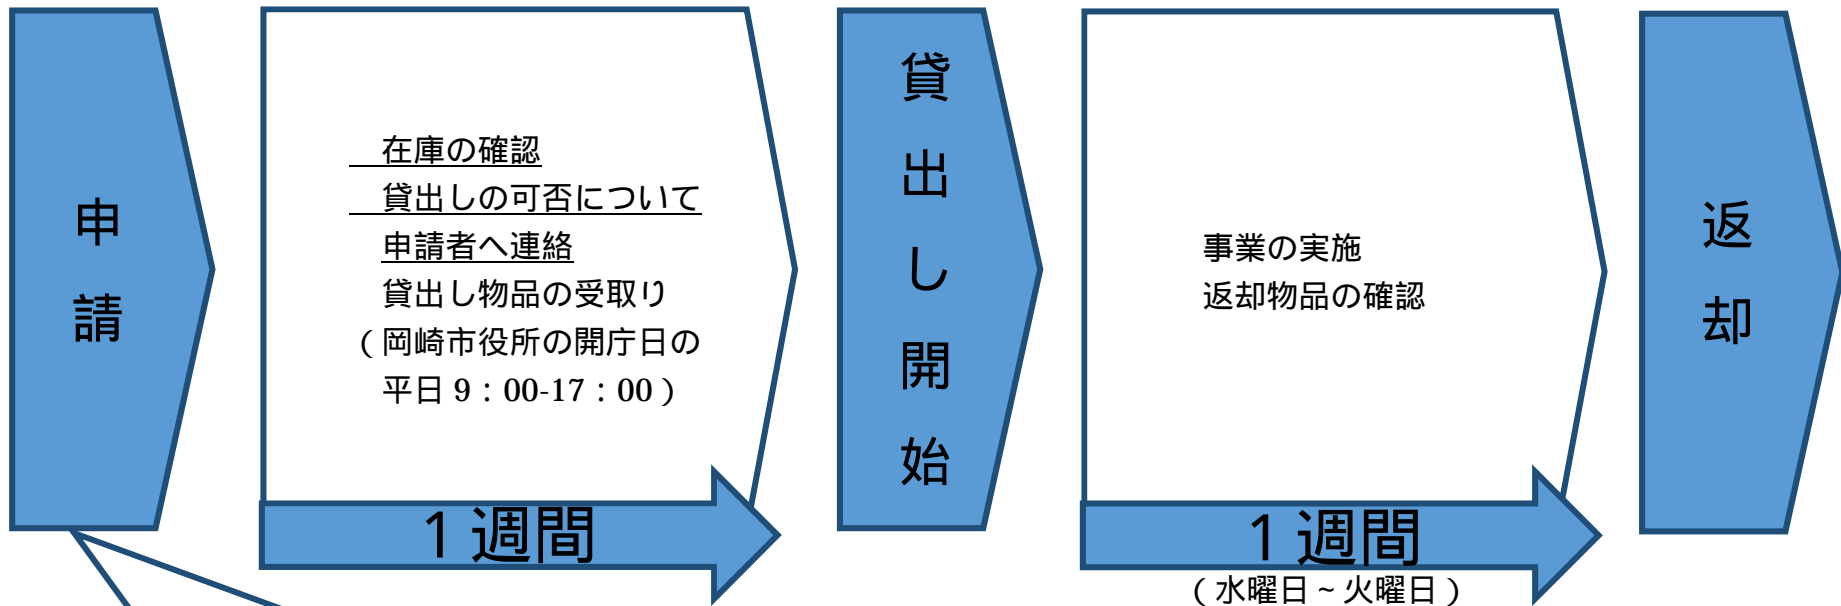 申請
在庫の確認
貸出しの可否について
申請者へ連絡
貸出し物品の受取り
（岡崎市役所の開庁日の
平日 9：00-17：00）
１週間
貸出し開始
事業の実施
返却物品の確認
１週間
（水曜日～火曜日）
返却